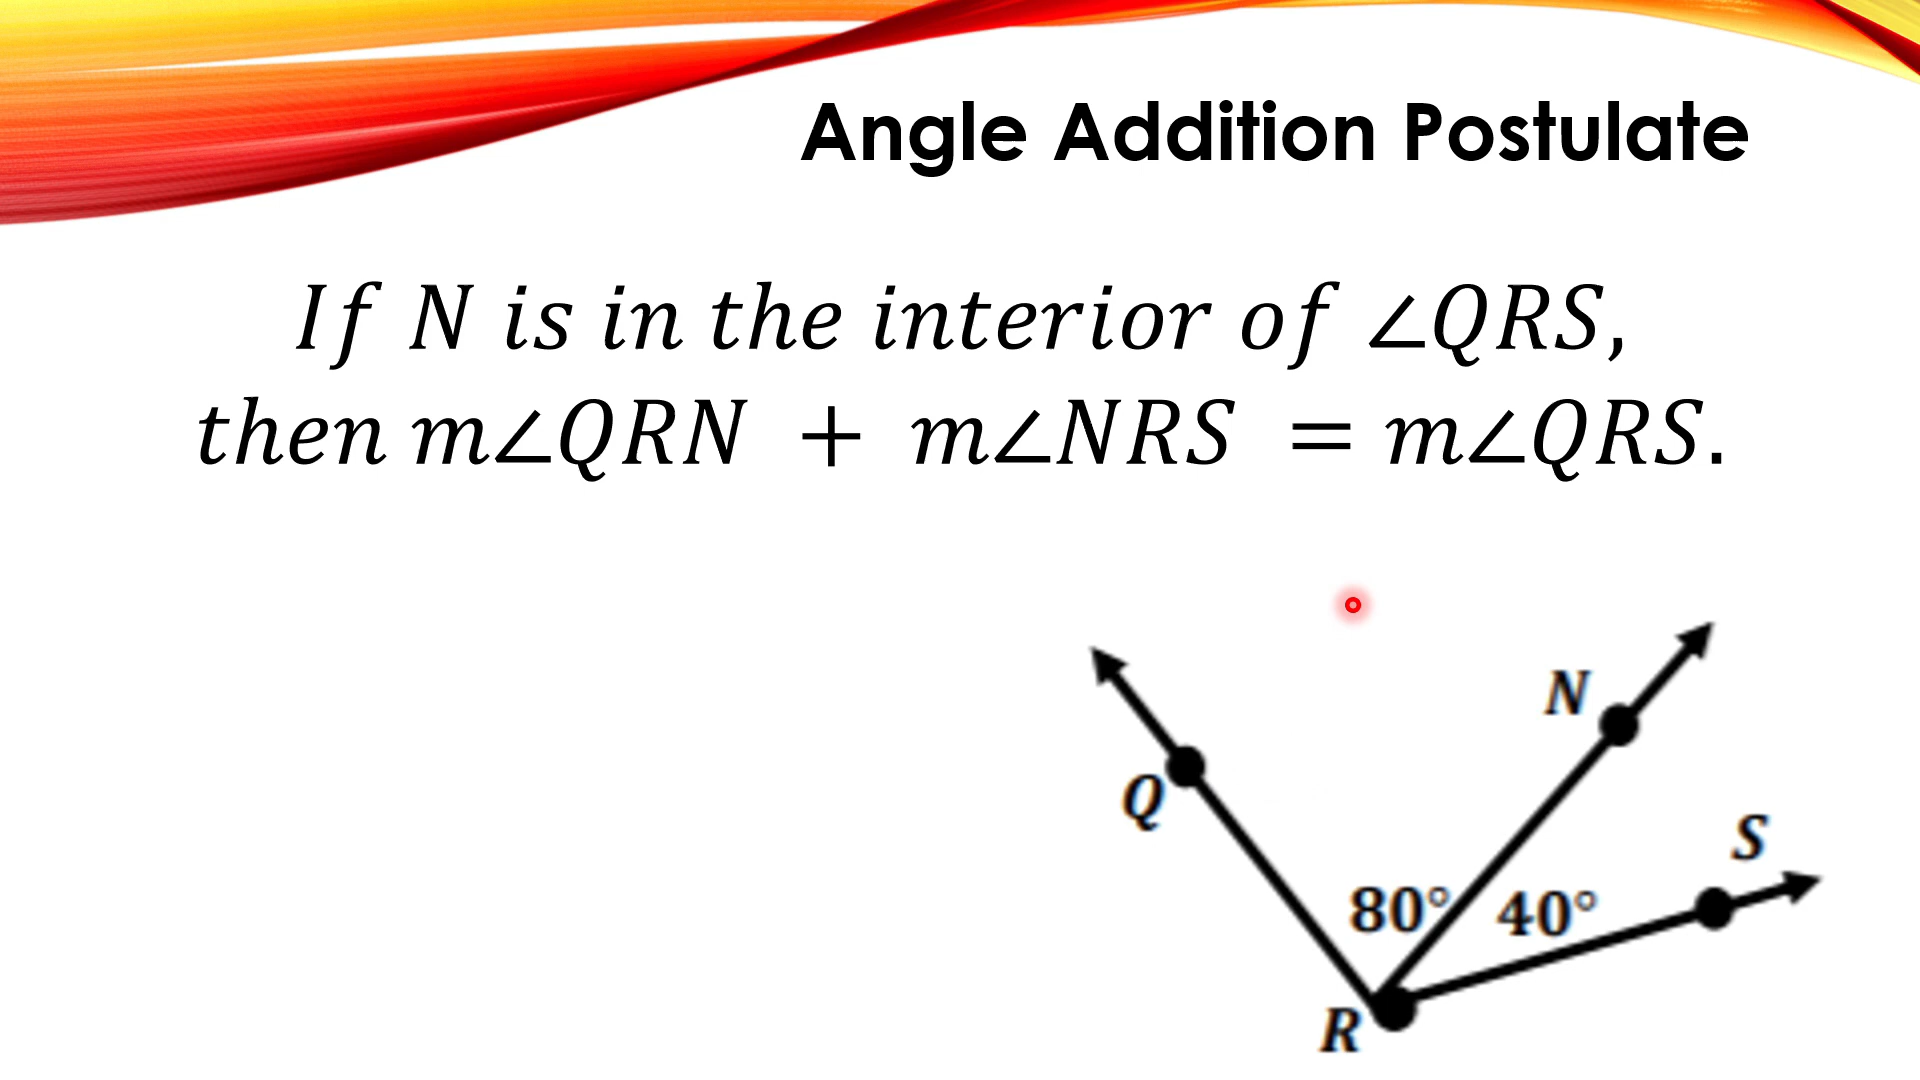 Angle Addition Postulate
If N is in the interior of ∠QRS,
then m∠QRN + m∠NRS = m∠QRS.
N
Q
S
80° 40°
R